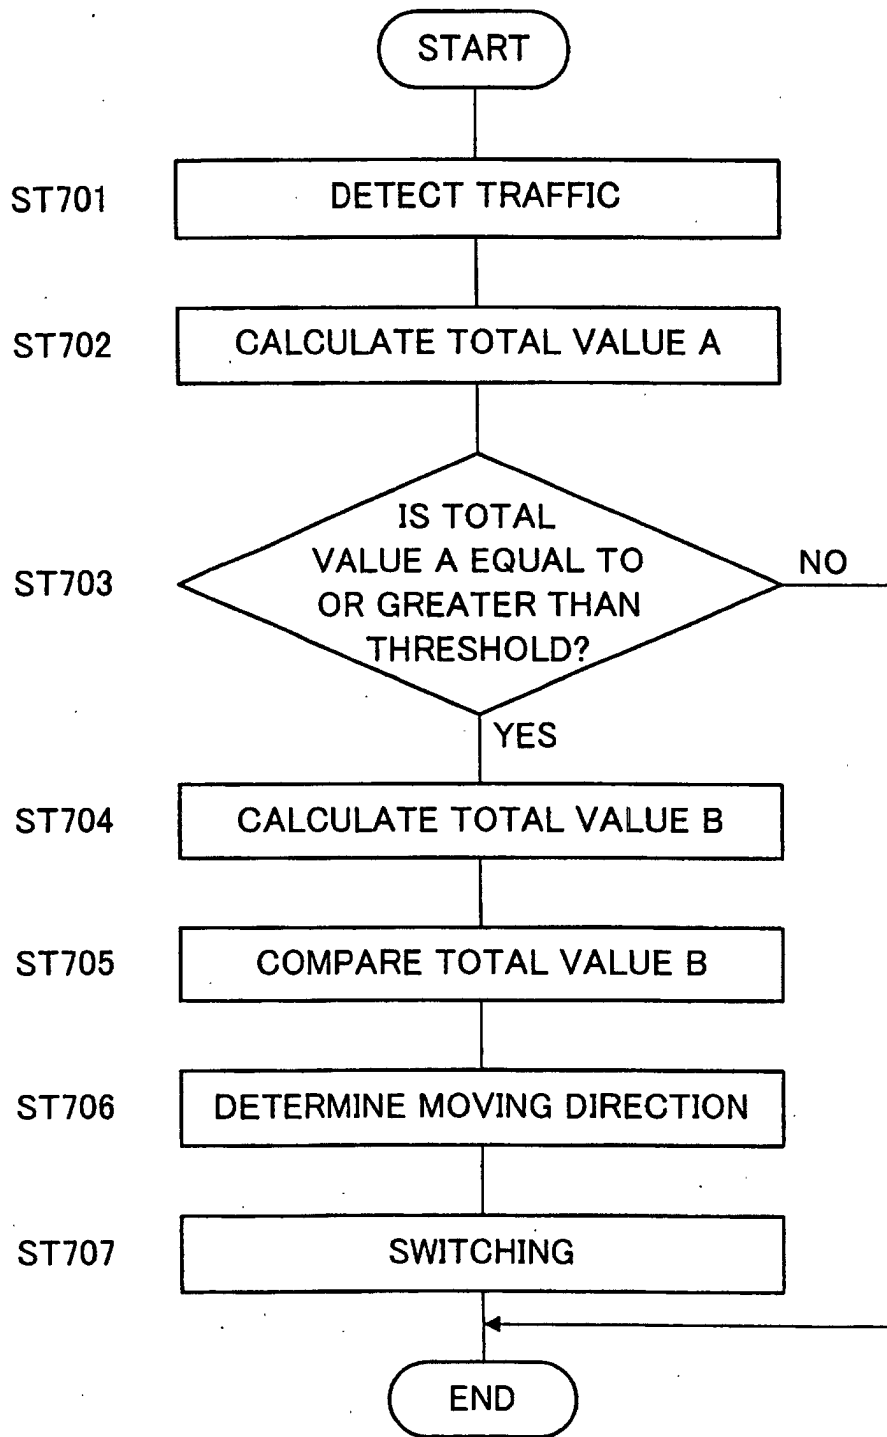 START
ST701
DETECT TRAFFIC
ST702
CALCULATE TOTAL VALUE A
ST703
IS TOTAL
VALUE A EQUAL TO
OR GREATER THAN
THRESHOLD?
NO
YES
ST704
CALCULATE TOTAL VALUE B
ST705
COMPARE TOTAL VALUE B
ST706
DETERMINE MOVING DIRECTION
ST707
SWITCHING
END